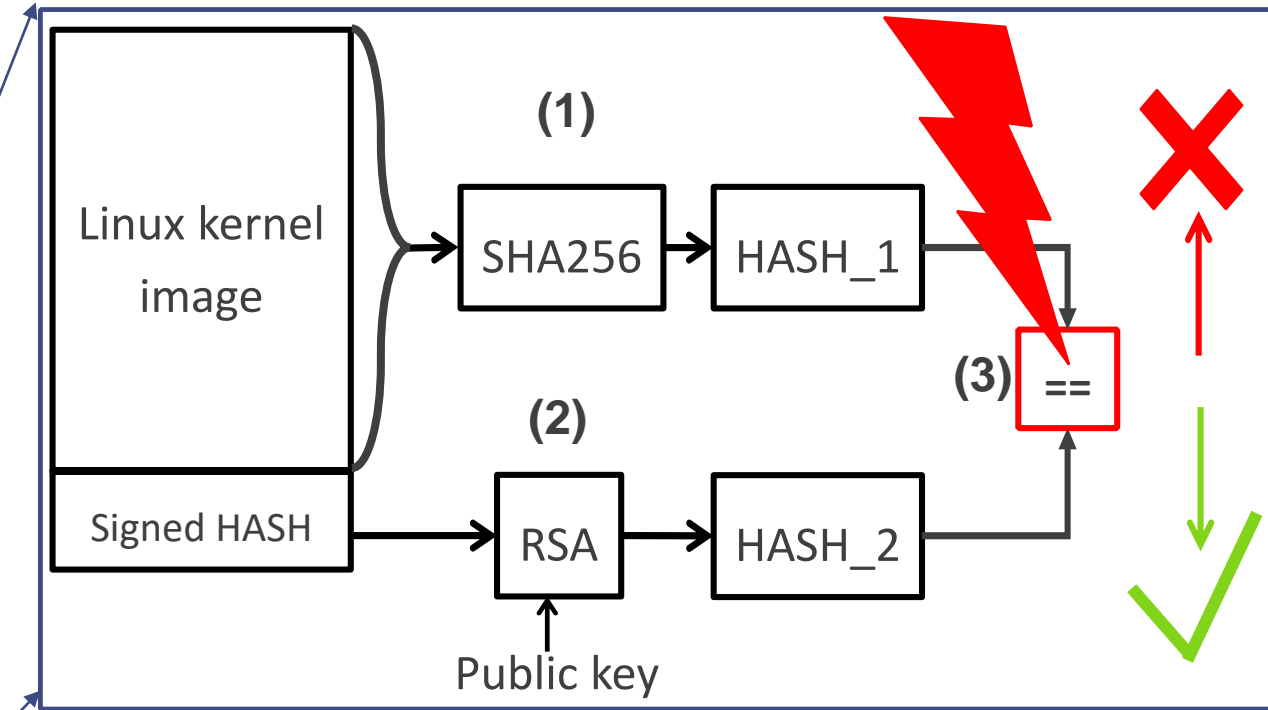 Linux kernel
image
Signed HASH
(1)
SHA256
HASH_1
(2)
RSA
HASH_2
Public key
(3)
==